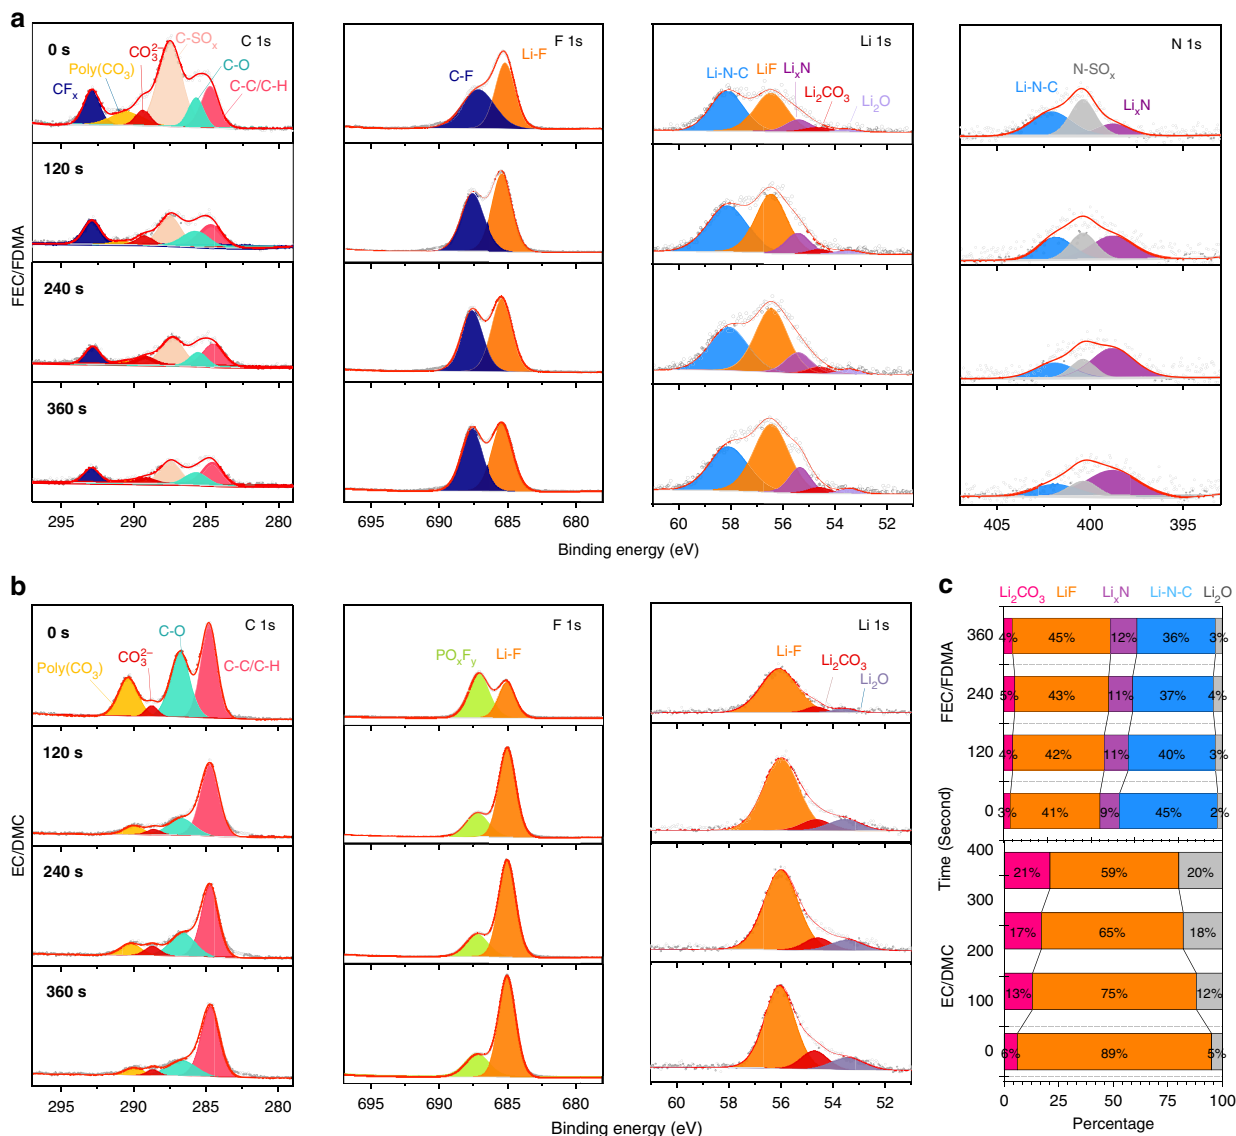 a
0 s
C 1s
C-SOx
CO3^2−
Poly(CO3)
C-O
CFx
C-C/C-H
F 1s
Li-F
C-F
Li 1s
Li-N-C
LiF
LixN
Li2CO3
Li2O
N 1s
N-SOx
Li-N-C
LixN
120 s
240 s
360 s
FEC/FDMA
295 290 285 280
695 690 685 680
60 58 56 54 52
405 400 395
Binding energy (eV)
b
0 s
C 1s
C-O
CO3^2−
Poly(CO3)
C-C/C-H
F 1s
POxFy
Li-F
Li 1s
Li-F
Li2CO3
Li2O
120 s
240 s
360 s
EC/DMC
295 290 285 280
695 690 685 680
60 58 56 54 52
Binding energy (eV)
c
Li2CO3 LiF LixN Li-N-C Li2O
360 4% 45% 12% 36% 3%
240 5% 43% 11% 37% 4%
120 4% 42% 11% 40% 3%
0 3% 41% 9% 45% 2%
FEC/FDMA
Time (Second)
EC/DMC
400
21% 59% 20%
300
17% 65% 18%
200
13% 75% 12%
100
0 6% 89% 5%
0 25 50 75 100
Percentage